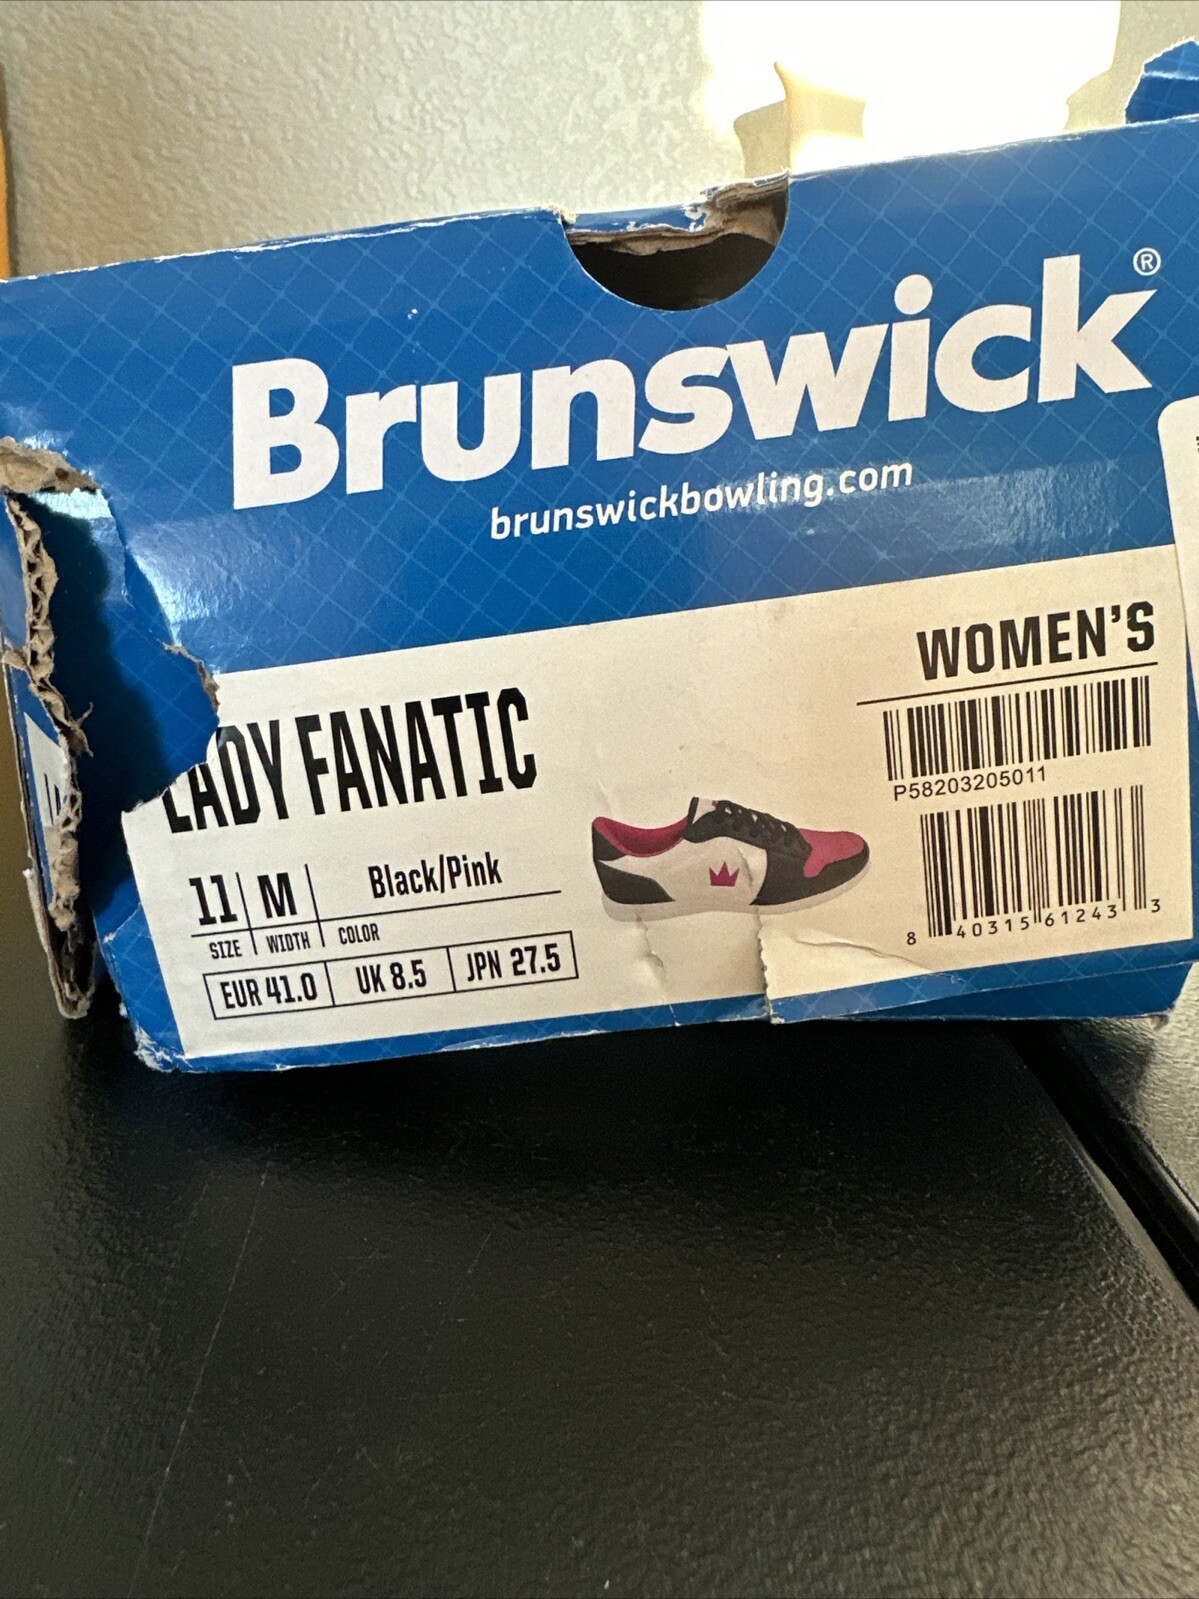 Brunswick®
brunswickbowling.com
WOMEN'S
P58203205011
8 40315 61243 3
LADY FANATIC
11 M Black/Pink
SIZE WIDTH COLOR
EUR 41.0 UK 8.5 JPN 27.5